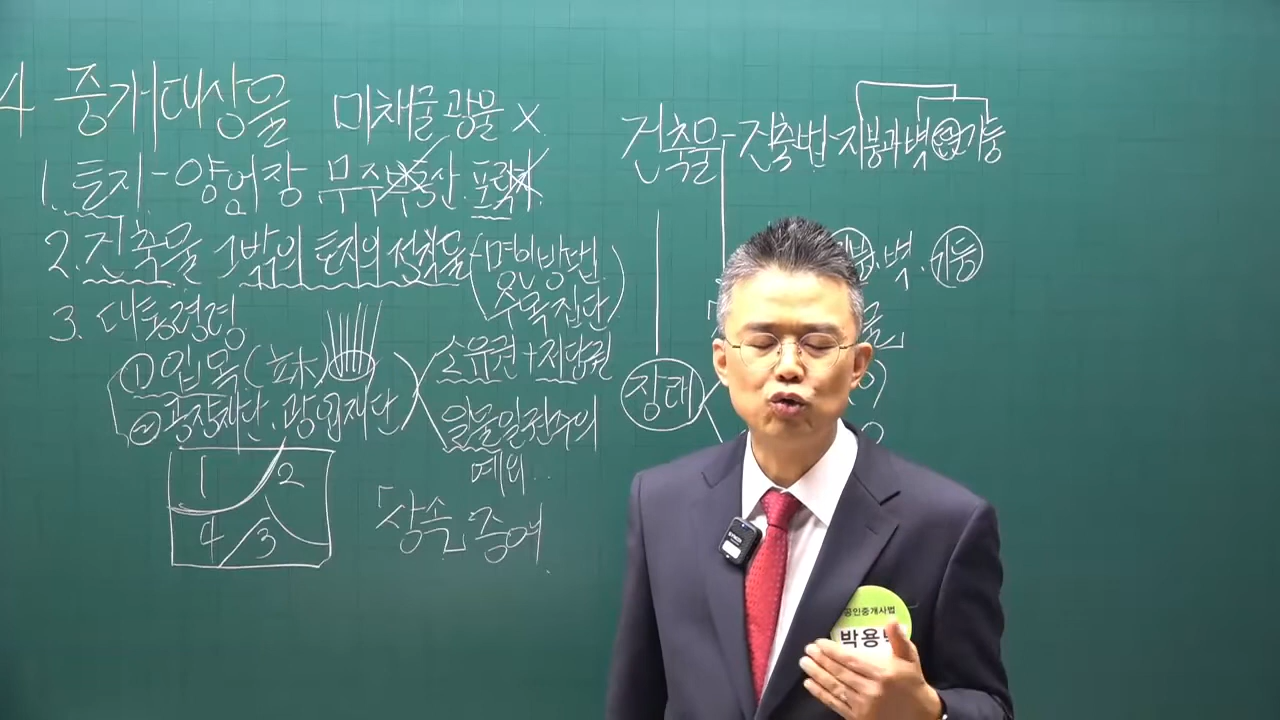 4 중개대상물 미채굴광물 X
1. 토지-양어장 무주부동산. 포락지
2. 건축물 그밖의 토지의 정착물 (명인방법. 수목집단)
3. 대통령령
① 입목(立木)
② 공장재단. 광업재단
소유권+저당권
일물일권주의
예외..
1 2
4 3
「상속, 증여
건축물-건축법-지붕과 벽 기둥
벽. 기둥
장래
공인중개사법
박용